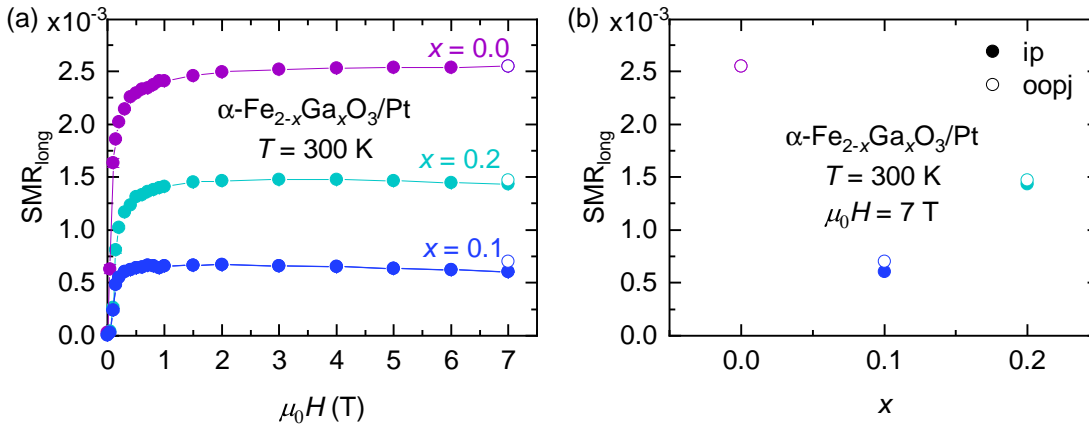 (a)
x10⁻³
x = 0.0
2.5
α-Fe₂₋ₓGaₓO₃/Pt
2.0
T = 300 K
SMR_long
x = 0.2
1.5
1.0
x = 0.1
0.5
0.0
0 1 2 3 4 5 6 7
μ₀H (T)
(b)
x10⁻³
ip
2.5
oopj
2.0
α-Fe₂₋ₓGaₓO₃/Pt
SMR_long
1.5
T = 300 K
μ₀H = 7 T
1.0
0.5
0.0
0.0 0.1 0.2
x